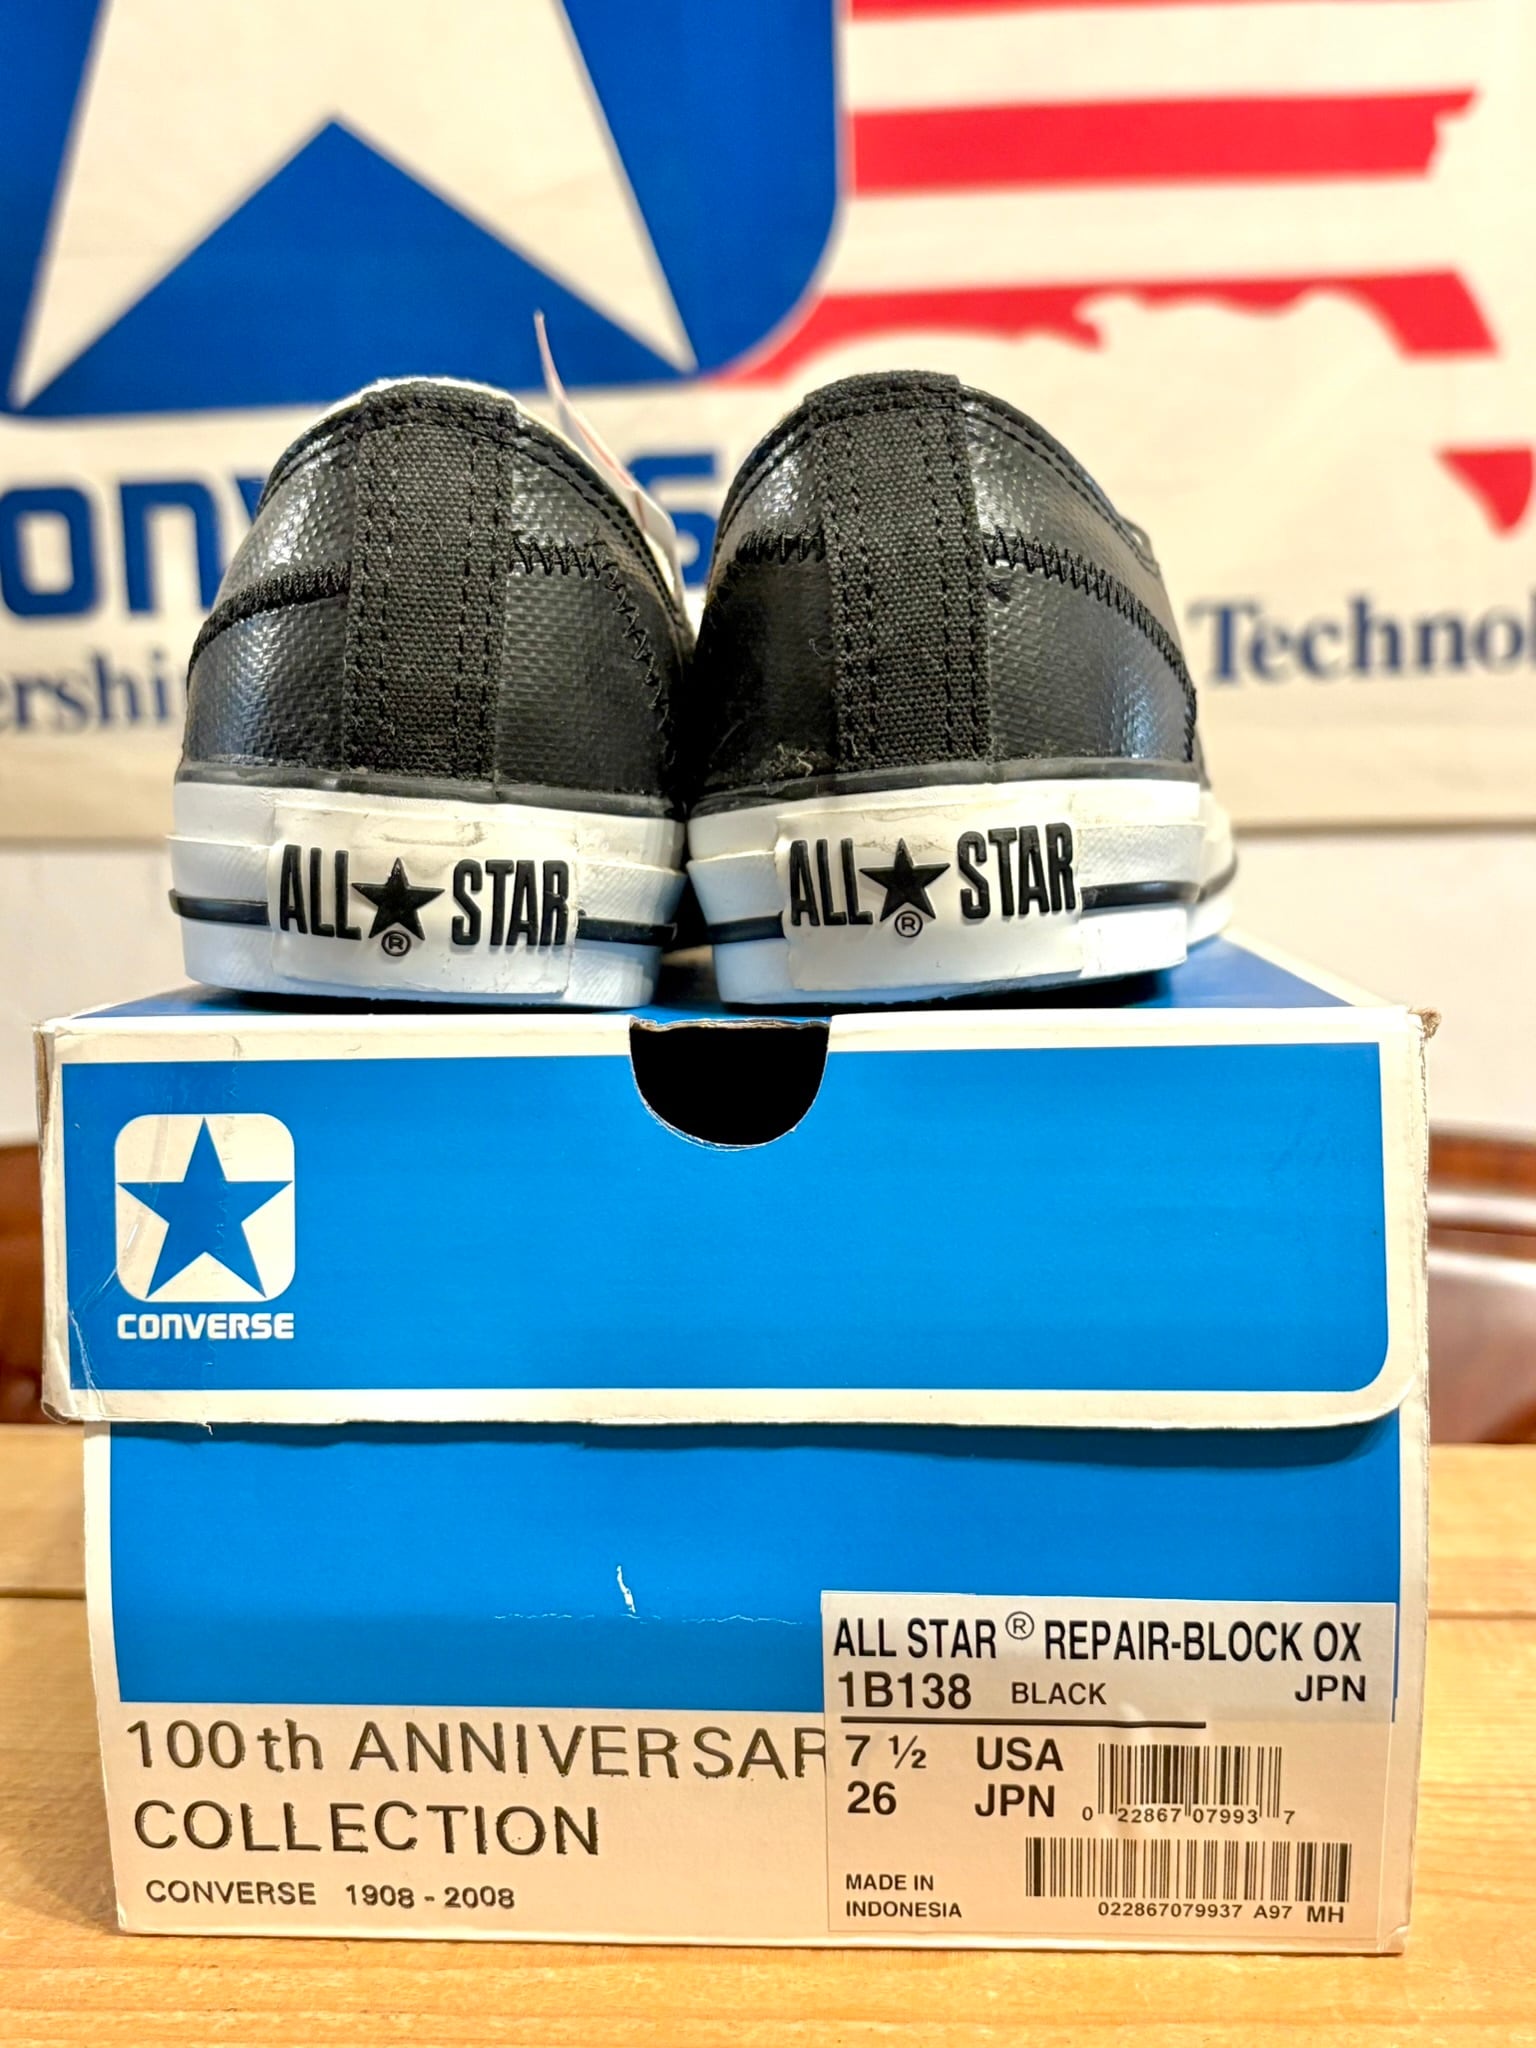 CONVERSE
Technol
ALL★STAR
®
ALL★STAR
®
CONVERSE
100th ANNIVERSAR
COLLECTION
CONVERSE 1908 - 2008
ALL STAR® REPAIR-BLOCK OX
1B138 BLACK JPN
7 ½ USA
26 JPN
0 22867 07993 7
MADE IN
INDONESIA
022867079937 A97 MH